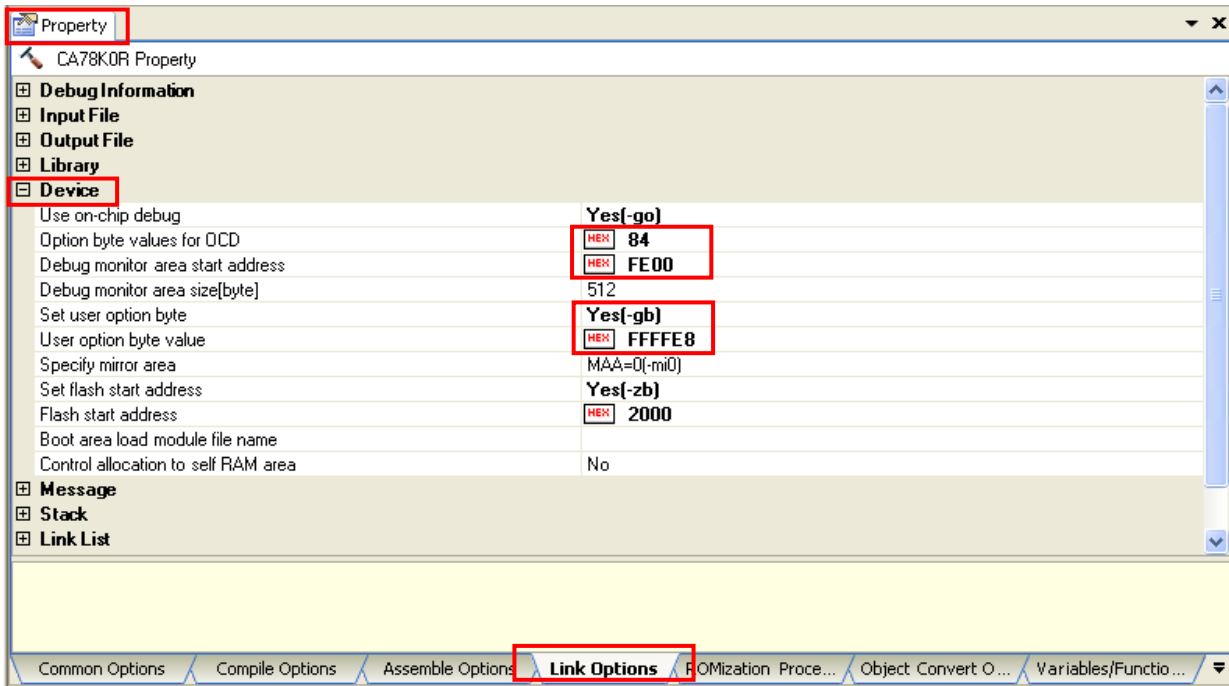 Property
CA78K0R Property
Debug Information
Input File
Output File
Library
Device
Use on-chip debug Yes(-go)
Option byte values for OCD HEX 84
Debug monitor area start address HEX FE00
Debug monitor area size[byte] 512
Set user option byte Yes(-gb)
User option byte value HEX FFFFE8
Specify mirror area MAA=0(-mi0)
Set flash start address Yes(-zb)
Flash start address HEX 2000
Boot area load module file name
Control allocation to self RAM area No
Message
Stack
Link List
Common Options Compile Options Assemble Options Link Options ROMization Proce... Object Convert O... Variables/Functio...